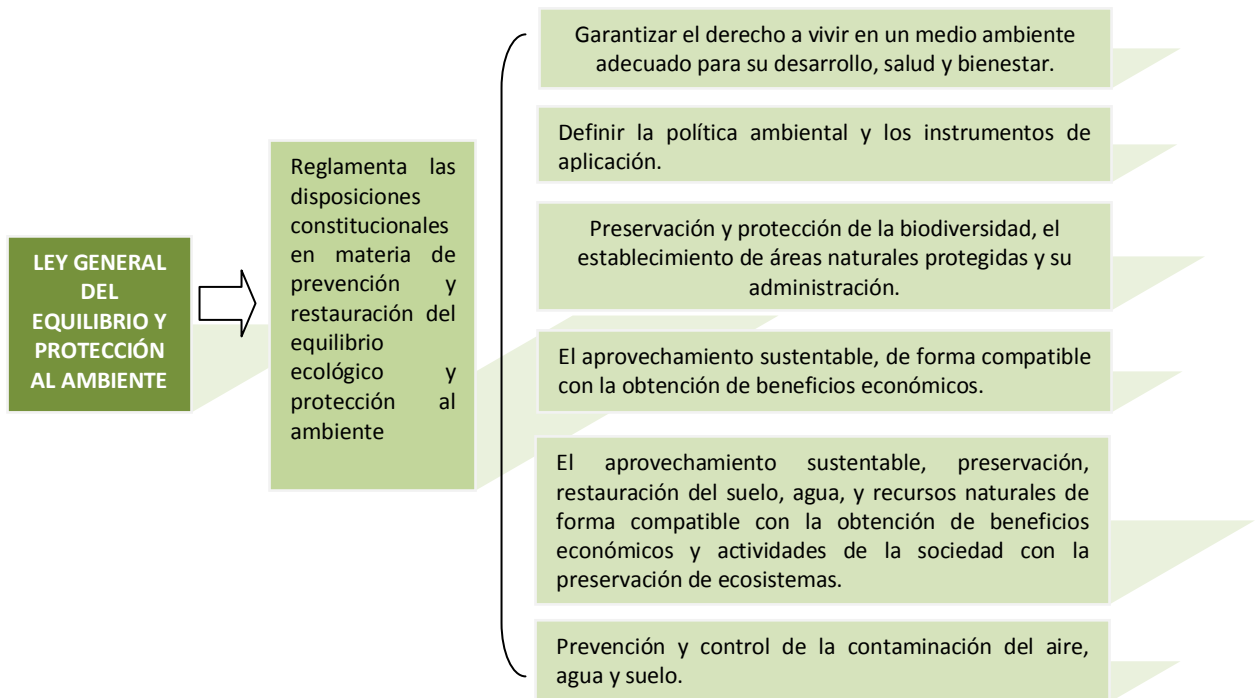 LEY GENERAL
DEL
EQUILIBRIO Y
PROTECCIÓN
AL AMBIENTE
Reglamenta las
disposiciones
constitucionales
en materia de
prevención y
restauración del
equilibrio
ecológico y
protección al
ambiente
Garantizar el derecho a vivir en un medio ambiente
adecuado para su desarrollo, salud y bienestar.
Definir la política ambiental y los instrumentos de
aplicación.
Preservación y protección de la biodiversidad, el
establecimiento de áreas naturales protegidas y su
administración.
El aprovechamiento sustentable, de forma compatible
con la obtención de beneficios económicos.
El aprovechamiento sustentable, preservación,
restauración del suelo, agua, y recursos naturales de
forma compatible con la obtención de beneficios
económicos y actividades de la sociedad con la
preservación de ecosistemas.
Prevención y control de la contaminación del aire,
agua y suelo.